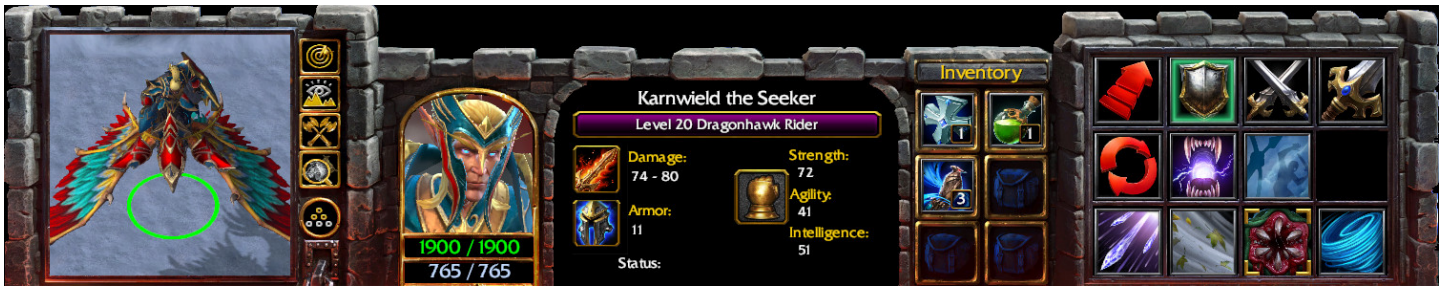 Karnwield the Seeker
Level 20 Dragonhawk Rider
Damage:
74 - 80
Armor:
11
Strength:
72
Agility:
41
Intelligence:
51
Status:
1900 / 1900
765 / 765
Inventory
1
1
3